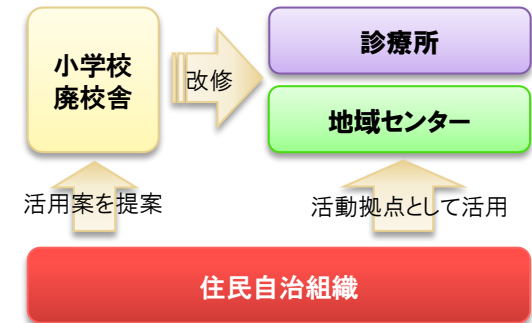 小学校
廃校舎
改修
診療所
地域センター
活用案を提案
活動拠点として活用
住民自治組織